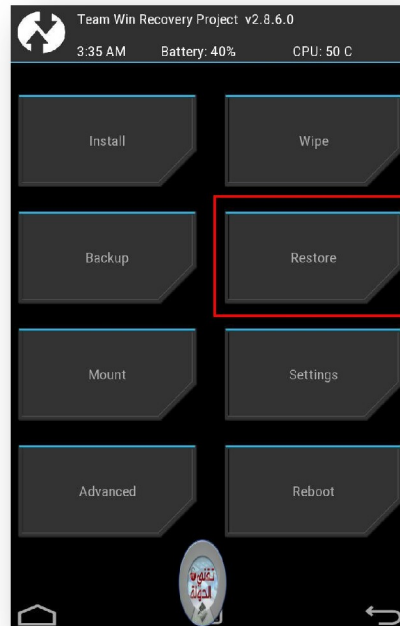 Team Win Recovery Project v2.8.6.0
3:35 AM Battery: 40% CPU: 50 C
Install Wipe
Backup Restore
Mount Settings
Advanced Reboot